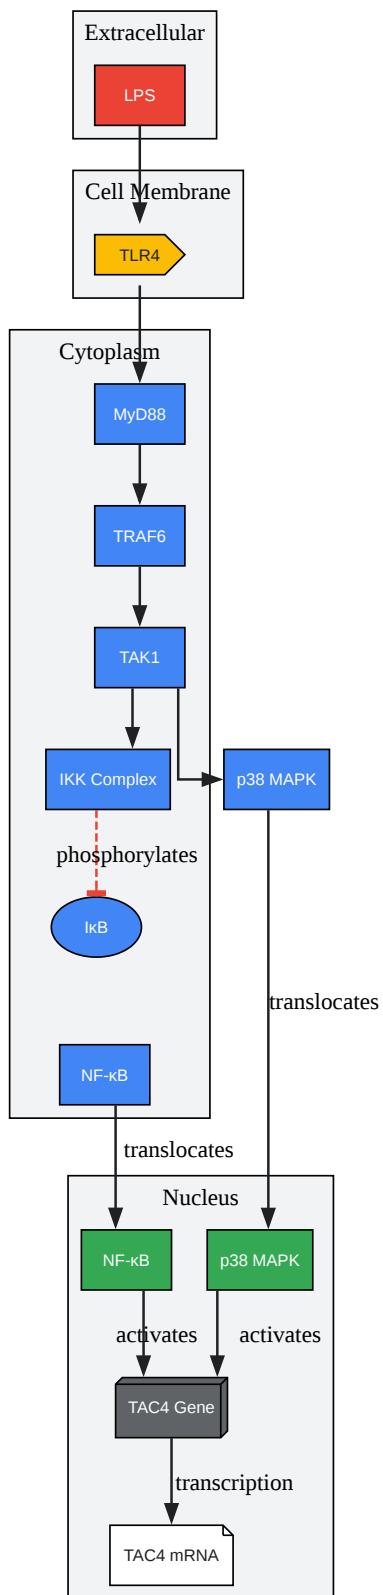 Extracellular
LPS
Cell Membrane
TLR4
Cytoplasm
MyD88
TRAF6
TAK1
IKK Complex
p38 MAPK
phosphorylates
IκB
translocates
NF-κB
translocates
Nucleus
NF-κB
p38 MAPK
activates
activates
TAC4 Gene
transcription
TAC4 mRNA